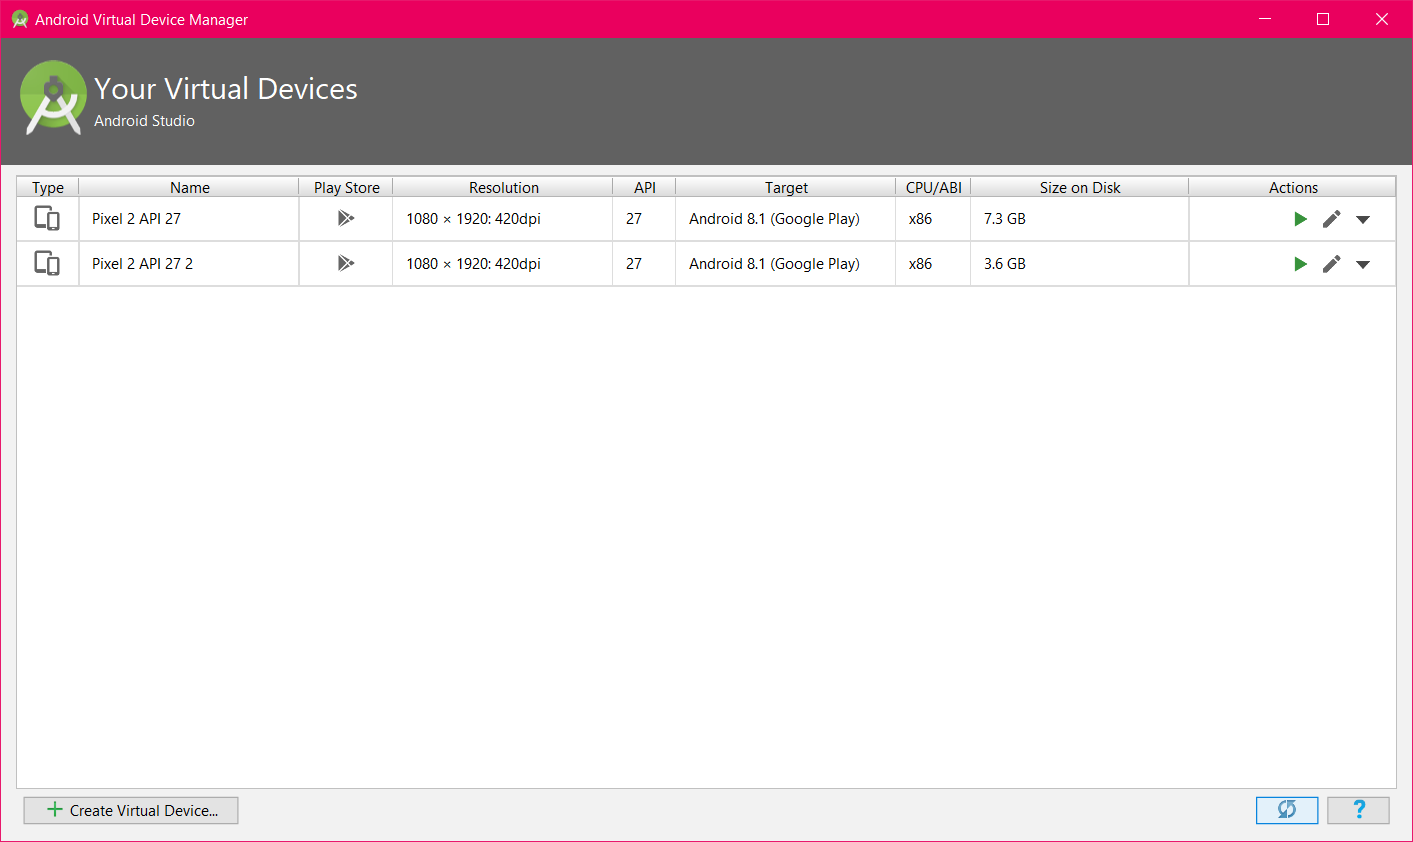 Android Virtual Device Manager
Your Virtual Devices
Android Studio
Type Name Play Store Resolution API Target CPU/ABI Size on Disk Actions
Pixel 2 API 27 1080 × 1920: 420dpi 27 Android 8.1 (Google Play) x86 7.3 GB
Pixel 2 API 27 2 1080 × 1920: 420dpi 27 Android 8.1 (Google Play) x86 3.6 GB
Create Virtual Device... ?